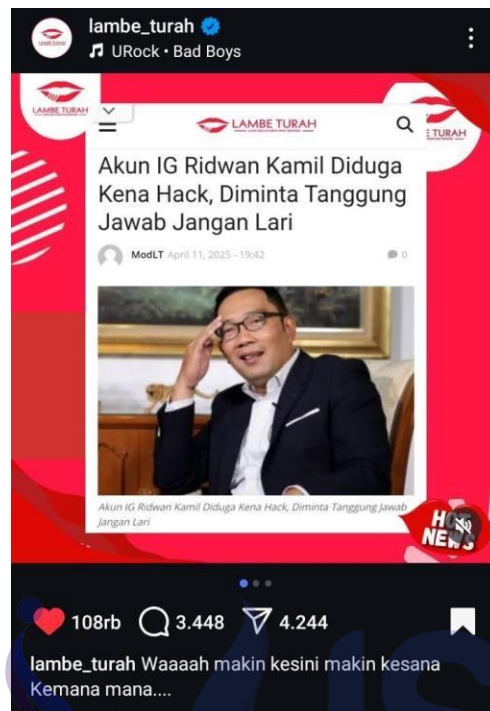 lambe_turah
URock • Bad Boys
LAMBE TURAH
LAMBE TURAH
E TURAH
Akun IG Ridwan Kamil Diduga
Kena Hack, Diminta Tanggung
Jawab Jangan Lari
ModLT April 11, 2025 - 19:42
0
Akun IG Ridwan Kamil Diduga Kena Hack, Diminta Tanggung Jawab
Jangan Lari
HOT
NEWS
108rb 3.448 4.244
lambe_turah Waaaah makin kesini makin kesana
Kemana mana....